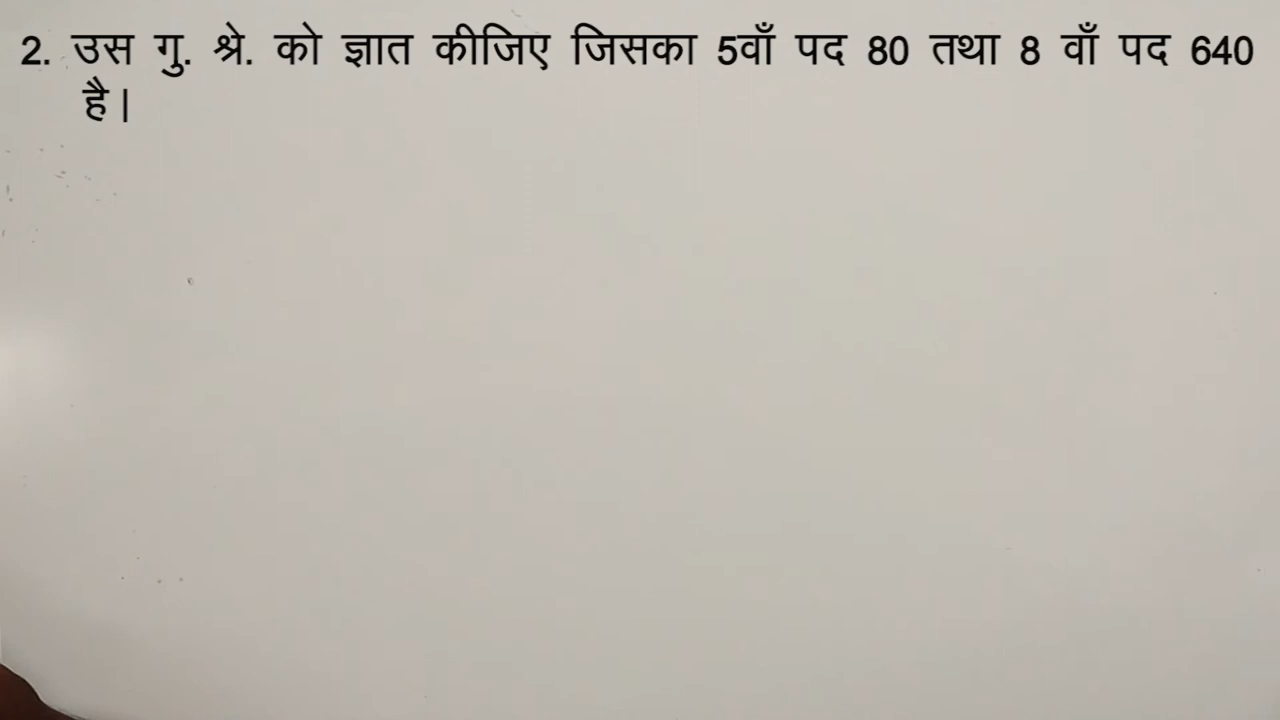 2. उस गु. श्रे. को ज्ञात कीजिए जिसका 5वाँ पद 80 तथा 8 वाँ पद 640
है।